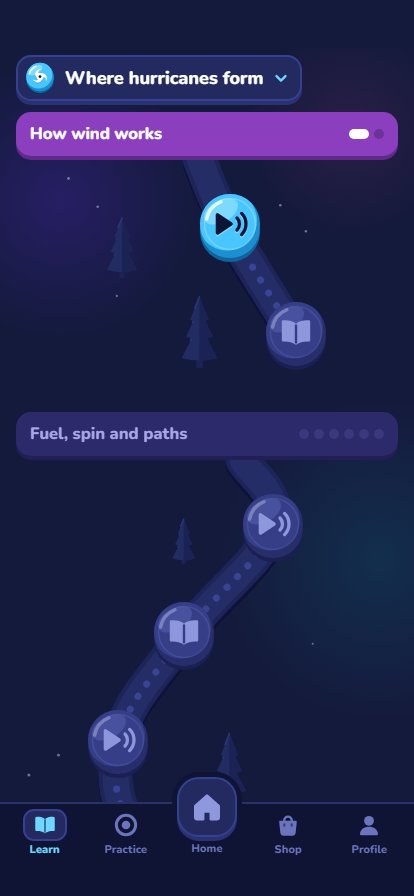 Where hurricanes form
How wind works
Fuel, spin and paths
Learn
Practice
Home
Shop
Profile